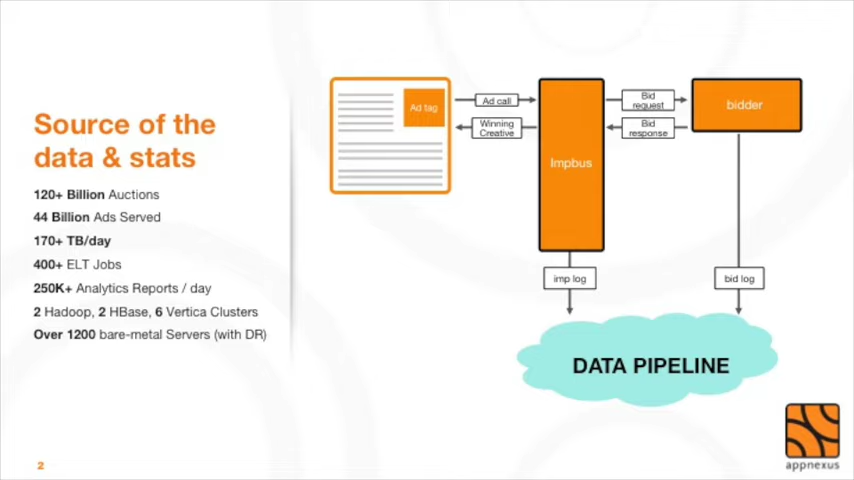 Source of the
data & stats
120+ Billion Auctions
44 Billion Ads Served
170+ TB/day
400+ ELT Jobs
250K+ Analytics Reports / day
2 Hadoop, 2 HBase, 6 Vertica Clusters
Over 1200 bare-metal Servers (with DR)
Ad tag
Ad call
Winning
Creative
Impbus
Bid
request
Bid
response
bidder
imp log
bid log
DATA PIPELINE
2
appnexus